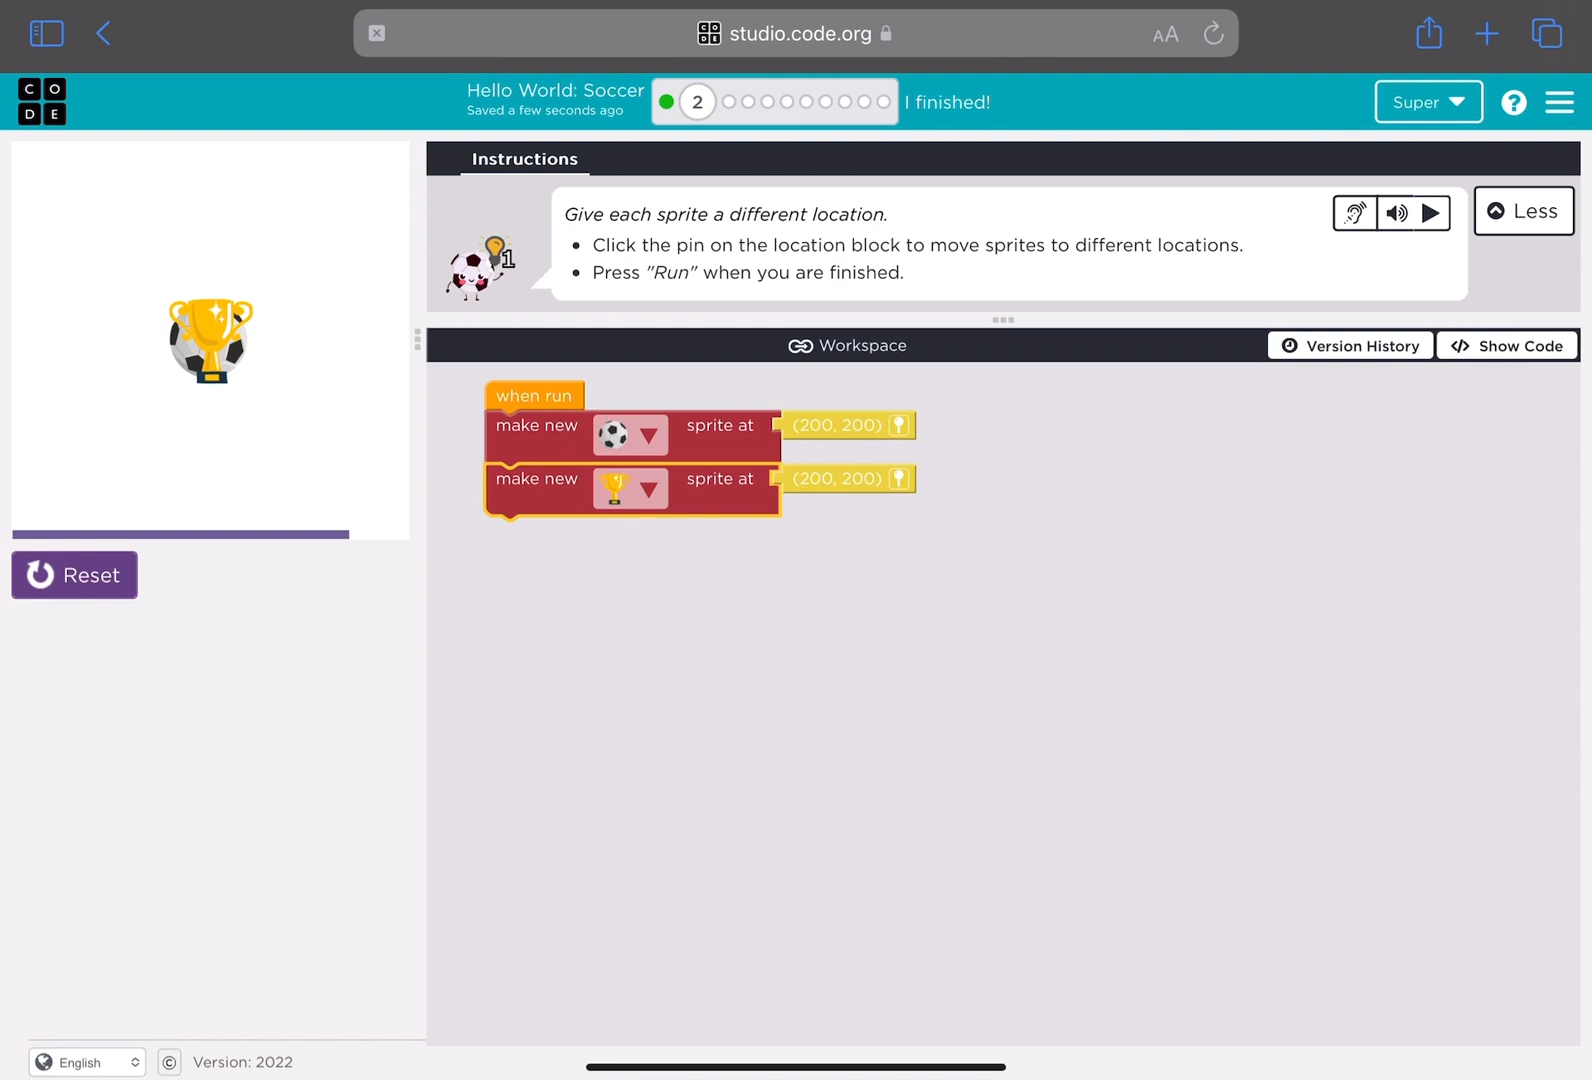 studio.code.org
AA
C O
D E
Hello World: Soccer
Saved a few seconds ago
2
I finished!
Super
?
Instructions
Give each sprite a different location.
• Click the pin on the location block to move sprites to different locations.
• Press "Run" when you are finished.
Less
1
Workspace
Version History
</> Show Code
when run
make new sprite at (200, 200)
make new sprite at (200, 200)
Reset
English
© Version: 2022